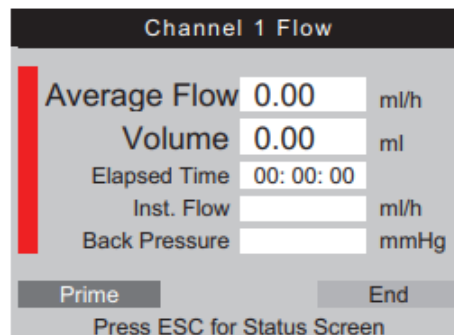 Channel 1 Flow
Average Flow 0.00 ml/h
Volume 0.00 ml
Elapsed Time 00: 00: 00
Inst. Flow ml/h
Back Pressure mmHg
Prime End
Press ESC for Status Screen